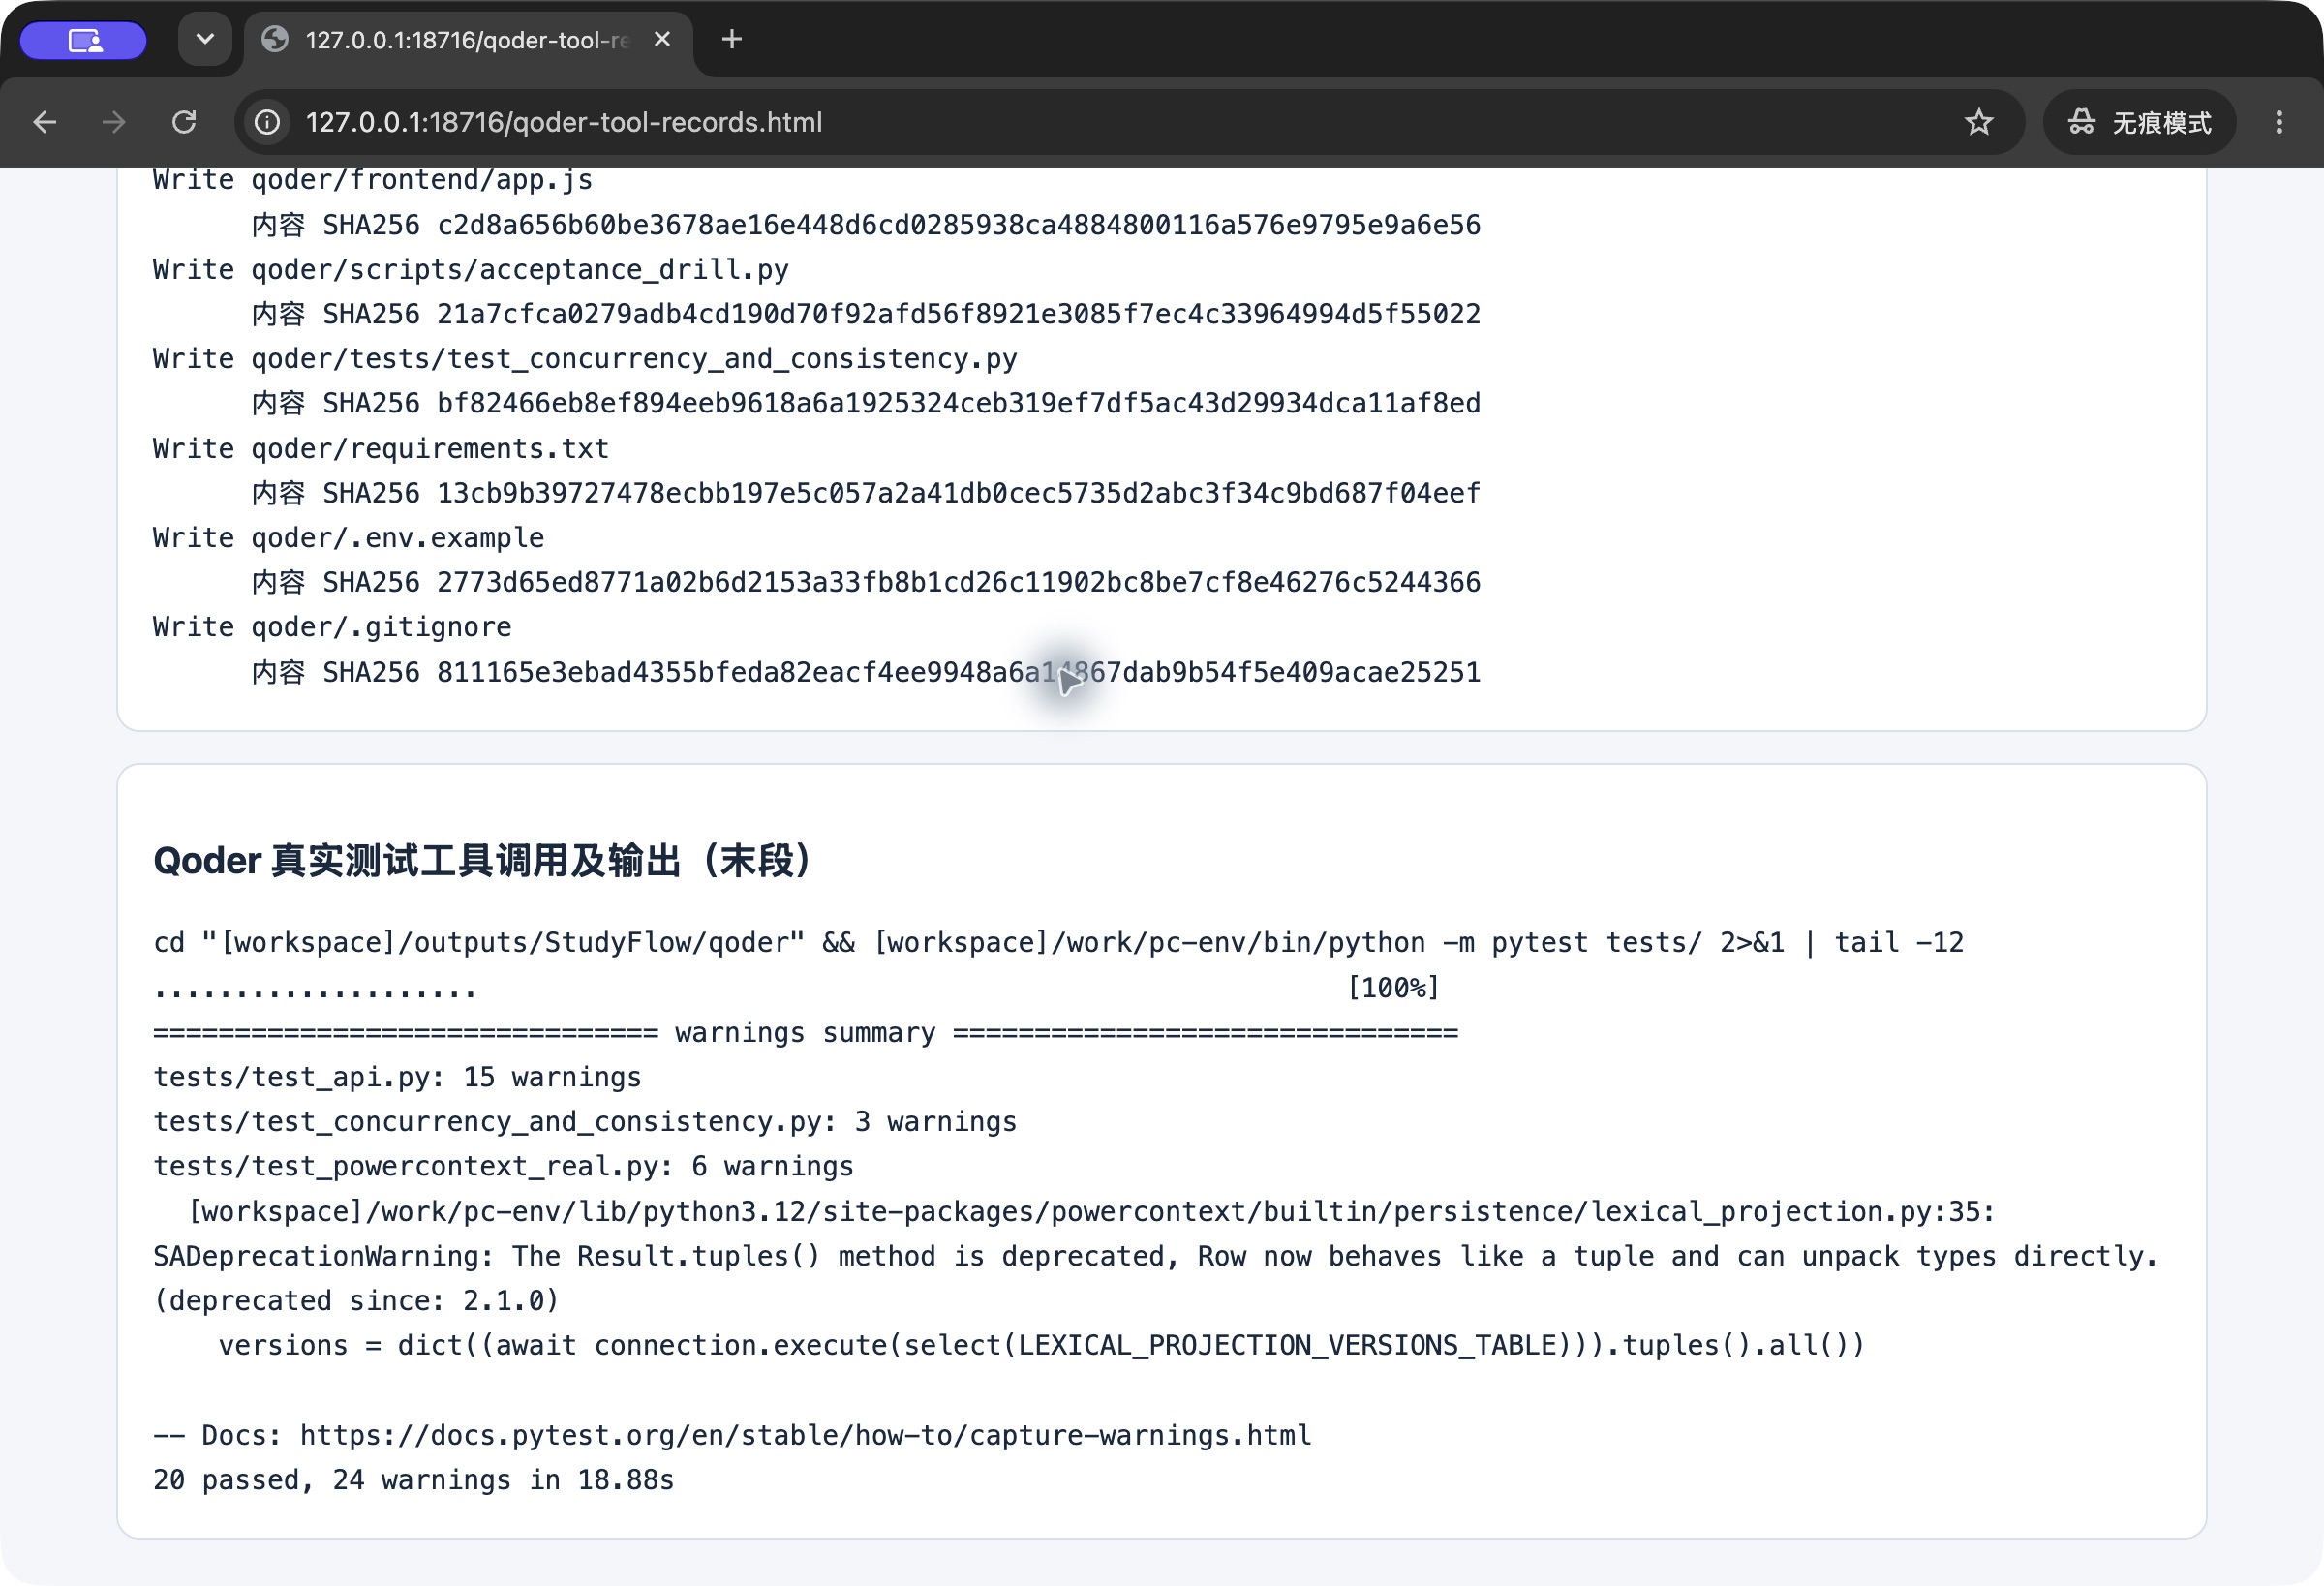 127.0.0.1:18716/qoder-tool-re
127.0.0.1:18716/qoder-tool-records.html
无痕模式
Write qoder/frontend/app.js
内容 SHA256 c2d8a656b60be3678ae16e448d6cd0285938ca4884800116a576e9795e9a6e56
Write qoder/scripts/acceptance_drill.py
内容 SHA256 21a7cfca0279adb4cd190d70f92afd56f8921e3085f7ec4c33964994d5f55022
Write qoder/tests/test_concurrency_and_consistency.py
内容 SHA256 bf82466eb8ef894eeb9618a6a1925324ceb319ef7df5ac43d29934dca11af8ed
Write qoder/requirements.txt
内容 SHA256 13cb9b39727478ecbb197e5c057a2a41db0cec5735d2abc3f34c9bd687f04eef
Write qoder/.env.example
内容 SHA256 2773d65ed8771a02b6d2153a33fb8b1cd26c11902bc8be7cf8e46276c5244366
Write qoder/.gitignore
内容 SHA256 811165e3ebad4355bfeda82eacf4ee9948a6a14867dab9b54f5e409acae25251
Qoder 真实测试工具调用及输出（末段）
cd "[workspace]/outputs/StudyFlow/qoder" && [workspace]/work/pc-env/bin/python -m pytest tests/ 2>&1 | tail -12
.................... [100%]
=============================== warnings summary ===============================
tests/test_api.py: 15 warnings
tests/test_concurrency_and_consistency.py: 3 warnings
tests/test_powercontext_real.py: 6 warnings
[workspace]/work/pc-env/lib/python3.12/site-packages/powercontext/builtin/persistence/lexical_projection.py:35:
SADeprecationWarning: The Result.tuples() method is deprecated, Row now behaves like a tuple and can unpack types directly.
(deprecated since: 2.1.0)
versions = dict((await connection.execute(select(LEXICAL_PROJECTION_VERSIONS_TABLE))).tuples().all())
-- Docs: https://docs.pytest.org/en/stable/how-to/capture-warnings.html
20 passed, 24 warnings in 18.88s